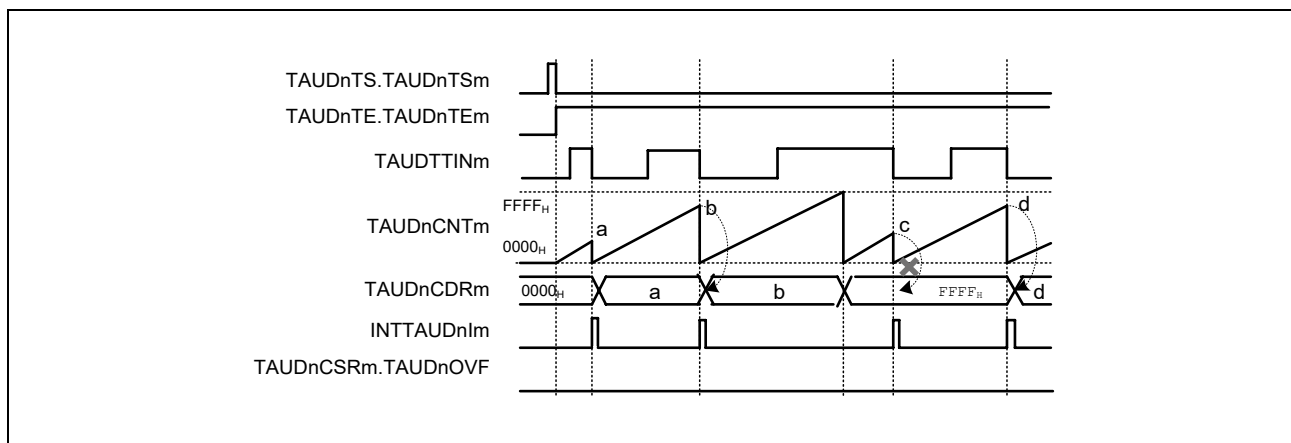 TAUDnTS.TAUDnTSm
TAUDnTE.TAUDnTEm
TAUDTTINm
FFFFH
TAUDnCNTm
0000H
a
b
c
d
TAUDnCDRm
0000H
a
b
FFFFH
d
INTTAUDnIm
TAUDnCSRm.TAUDnOVF